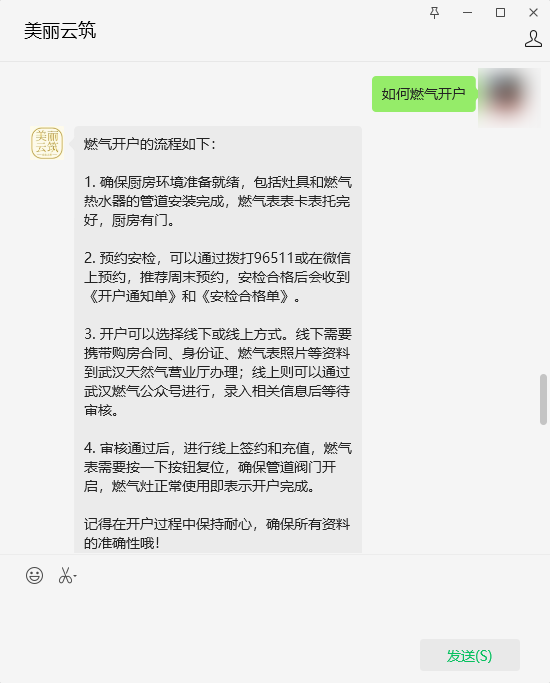 美丽云筑
如何燃气开户
美丽
云筑
燃气开户的流程如下：
1. 确保厨房环境准备就绪，包括灶具和燃气
热水器的管道安装完成，燃气表表卡表托完
好，厨房有门。
2. 预约安检，可以通过拨打96511或在微信
上预约，推荐周末预约，安检合格后会收到
《开户通知单》和《安检合格单》。
3. 开户可以选择线下或线上方式。线下需要
携带购房合同、身份证、燃气表照片等资料
到武汉天然气营业厅办理；线上则可以通过
武汉燃气公众号进行，录入相关信息后等待
审核。
4. 审核通过后，进行线上签约和充值，燃气
表需要按一下按钮复位，确保管道阀门开
启，燃气灶正常使用即表示开户完成。
记得在开户过程中保持耐心，确保所有资料
的准确性哦！
发送(S)